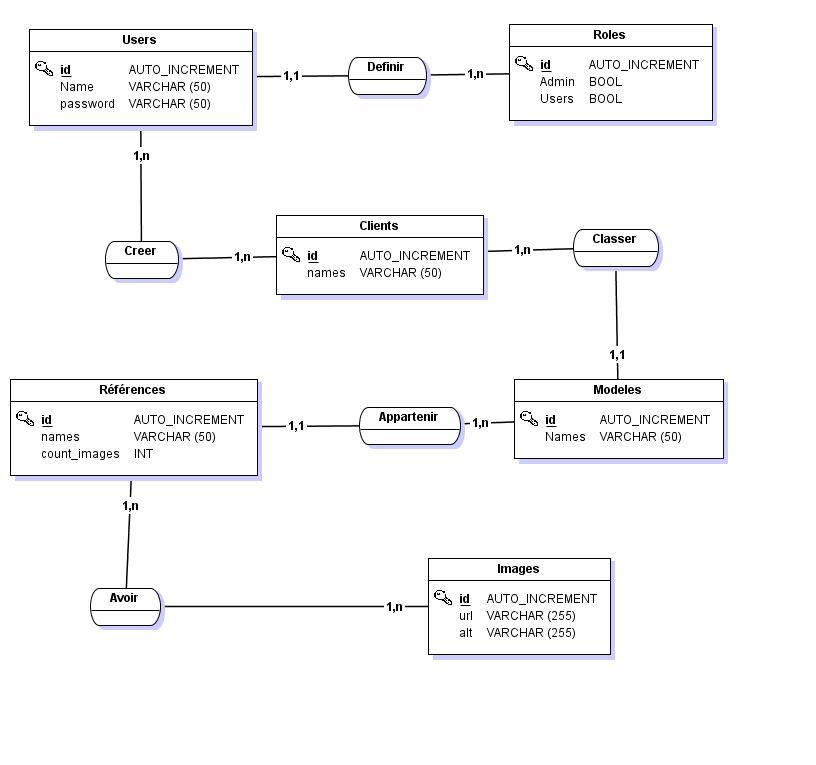 Users
id AUTO_INCREMENT
Name VARCHAR (50)
password VARCHAR (50)
1,1
Definir
1,n
Roles
id AUTO_INCREMENT
Admin BOOL
Users BOOL
1,n
Creer
1,n
Clients
id AUTO_INCREMENT
names VARCHAR (50)
1,n
Classer
1,1
Références
id AUTO_INCREMENT
names VARCHAR (50)
count_images INT
1,1
Appartenir
1,n
Modeles
id AUTO_INCREMENT
Names VARCHAR (50)
1,n
Avoir
1,n
Images
id AUTO_INCREMENT
url VARCHAR (255)
alt VARCHAR (255)